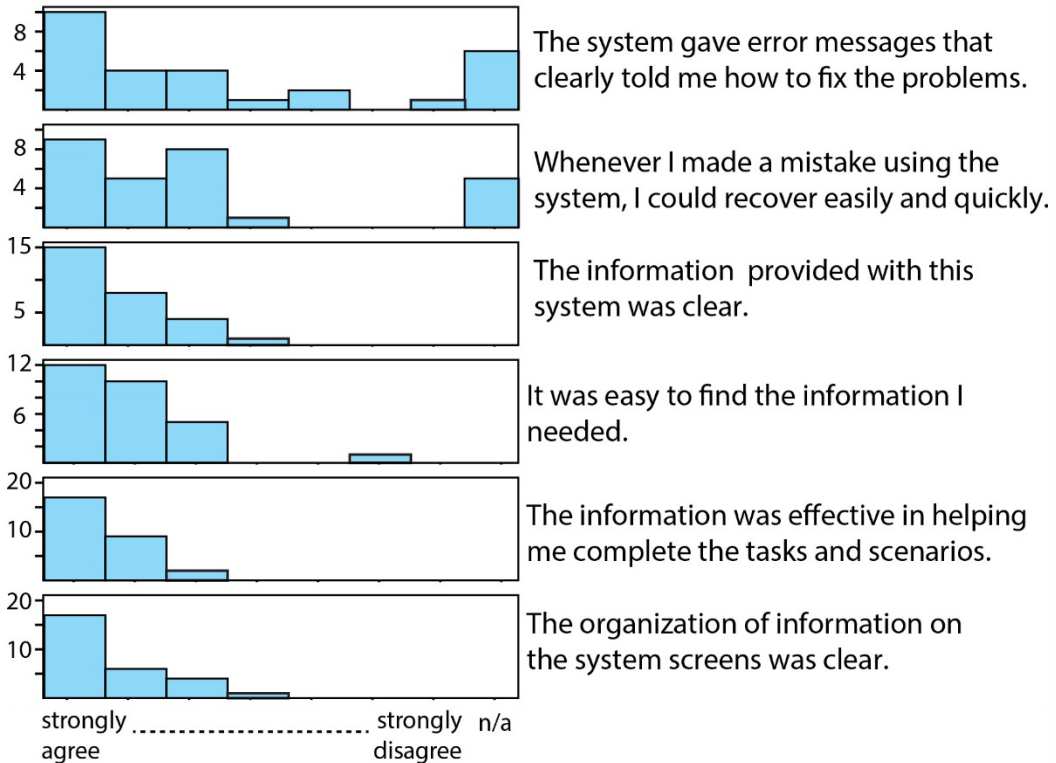 8
4
The system gave error messages that
clearly told me how to fix the problems.
8
4
Whenever I made a mistake using the
system, I could recover easily and quickly.
15
5
The information provided with this
system was clear.
12
6
It was easy to find the information I
needed.
20
10
The information was effective in helping
me complete the tasks and scenarios.
20
10
The organization of information on
the system screens was clear.
strongly agree
strongly disagree
n/a